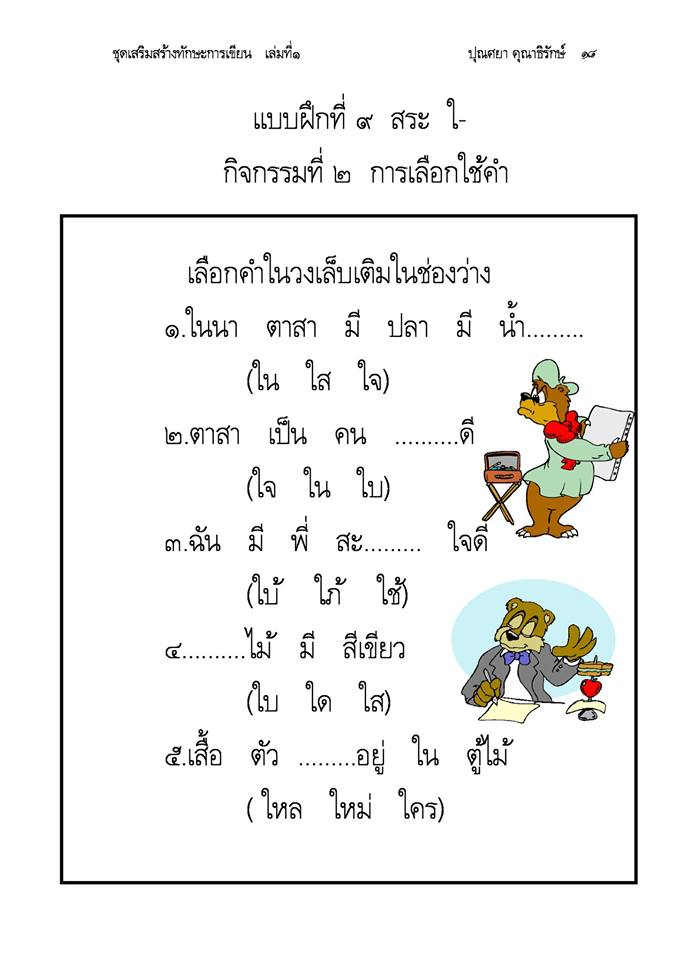 ชุดเสริมสร้างทักษะการเขียน เล่มที่๑ ปุณศยา คุณาธิรักษ์ ๑๘
แบบฝึกที่ ๙ สระ ใ-
กิจกรรมที่ ๒ การเลือกใช้คำ
เลือกคำในวงเล็บเติมในช่องว่าง
๑.ในนา ตาสา มี ปลา มี น้ำ.........
(ใน ใส ใจ)
๒.ตาสา เป็น คน ..........ดี
(ใจ ใน ใบ)
๓.ฉัน มี พี่ สะ......... ใจดี
(ใบ้ ใภ้ ใช้)
๔..........ไม้ มี สีเขียว
(ใบ ใด ใส)
๕.เสื้อ ตัว .........อยู่ ใน ตู้ไม้
( ใหล ใหม่ ใคร)